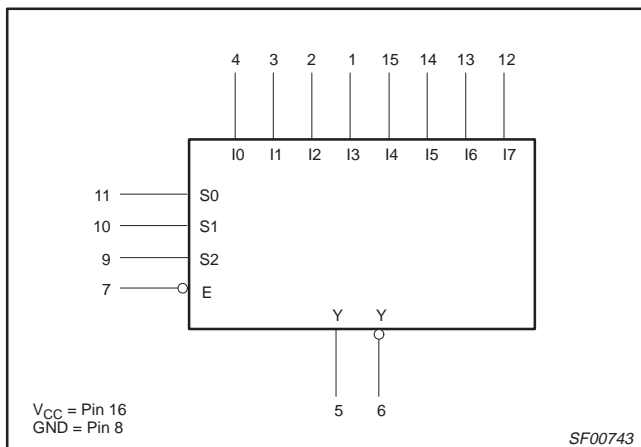 4 3 2 1 15 14 13 12
I0 I1 I2 I3 I4 I5 I6 I7
11 S0
10 S1
9 S2
7 E
Y Y
5 6
VCC = Pin 16
GND = Pin 8
SF00743